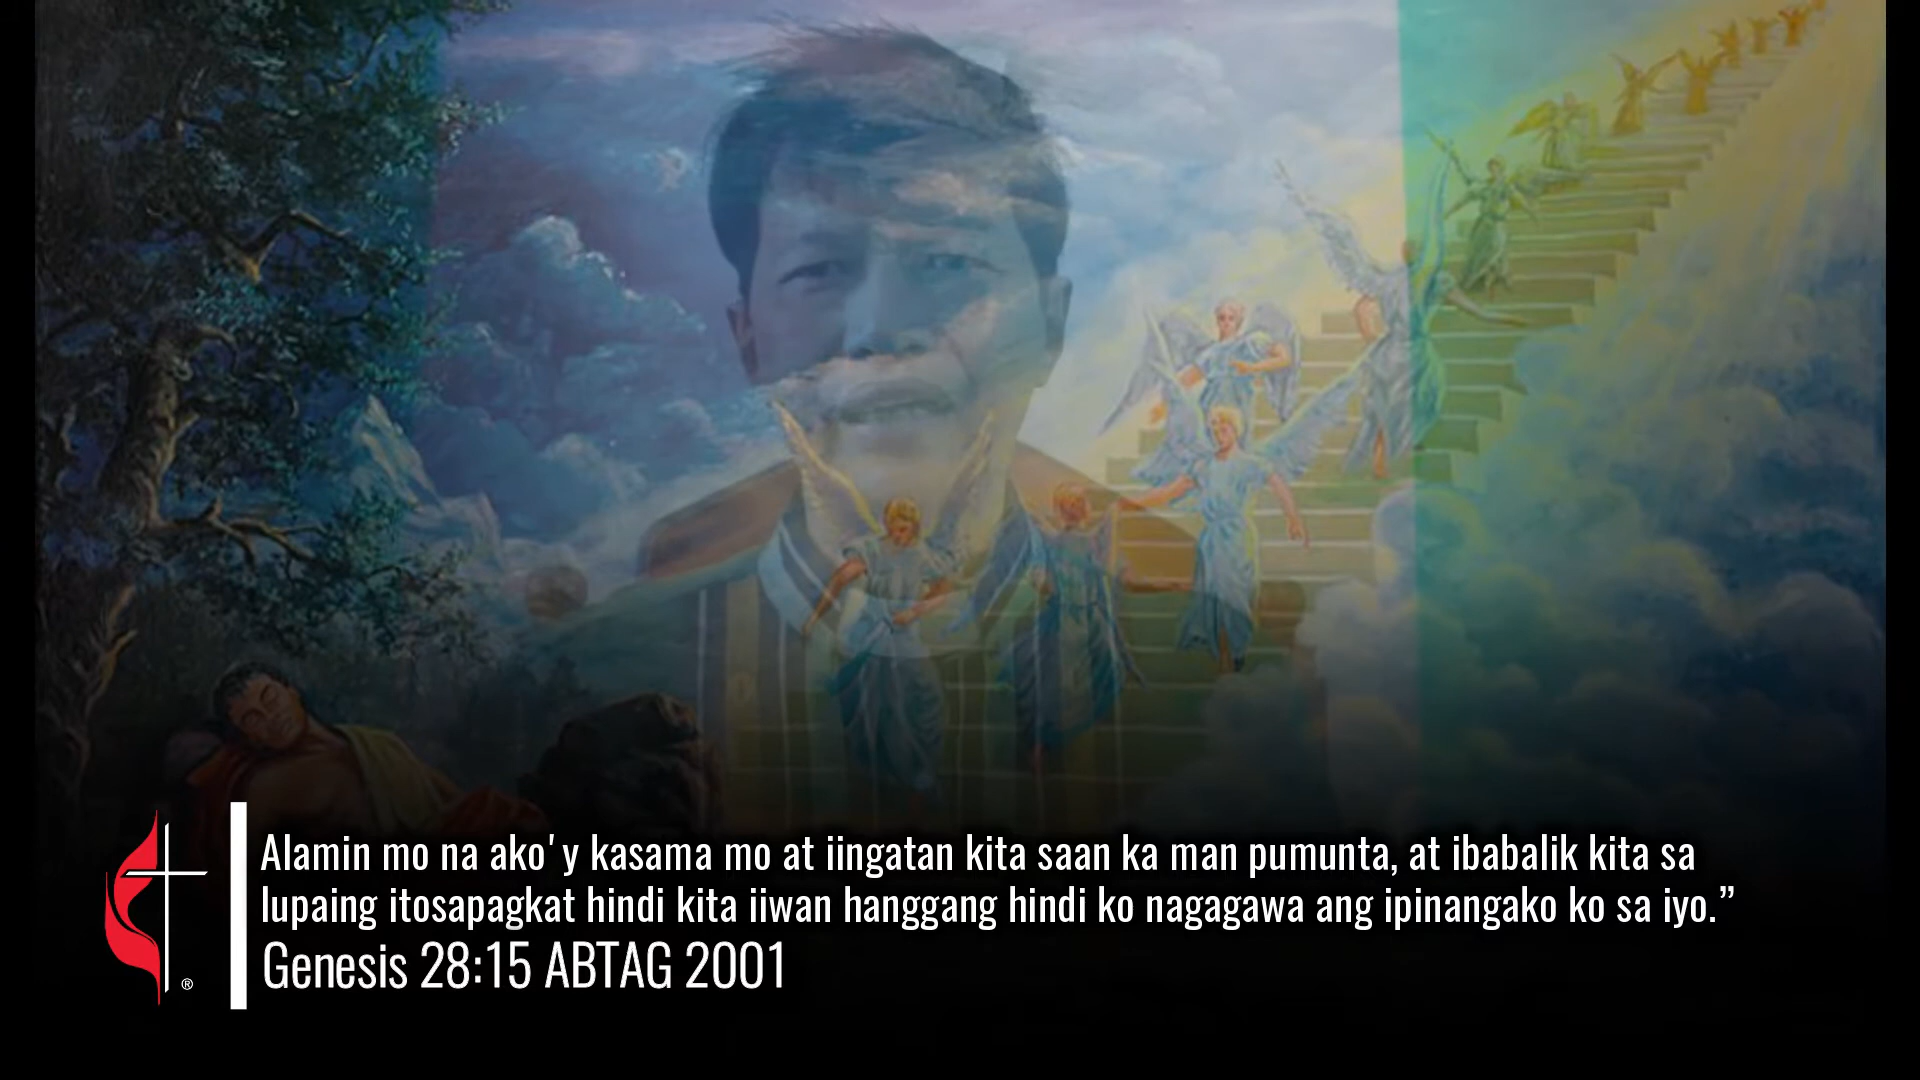 Alamin mo na ako'y kasama mo at iingatan kita saan ka man pumunta, at ibabalik kita sa
lupaing itosapagkat hindi kita iiwan hanggang hindi ko nagagawa ang ipinangako ko sa iyo.”
Genesis 28:15 ABTAG 2001
®